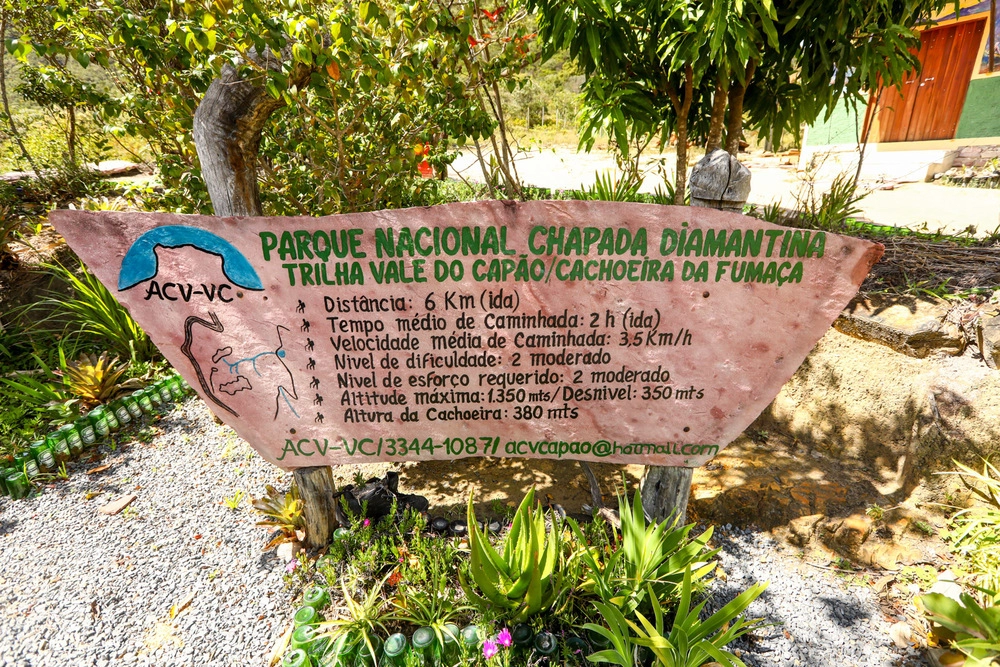 PARQUE NACIONAL CHAPADA DIAMANTINA
TRILHA VALE DO CAPÃO/CACHOEIRA DA FUMAÇA
ACV-VC
Distância: 6 Km (ida)
Tempo médio de Caminhada: 2 h (ida)
Velocidade média de Caminhada: 3,5 Km/h
Nivel de dificuldade: 2 moderado
Nivel de esforço requerido: 2 moderado
Altitude máxima: 1.350 mts/ Desnivel: 350 mts
Altura da Cachoeira: 380 mts
ACV-VC/3344-1087/ acvcapao@hotmail.com